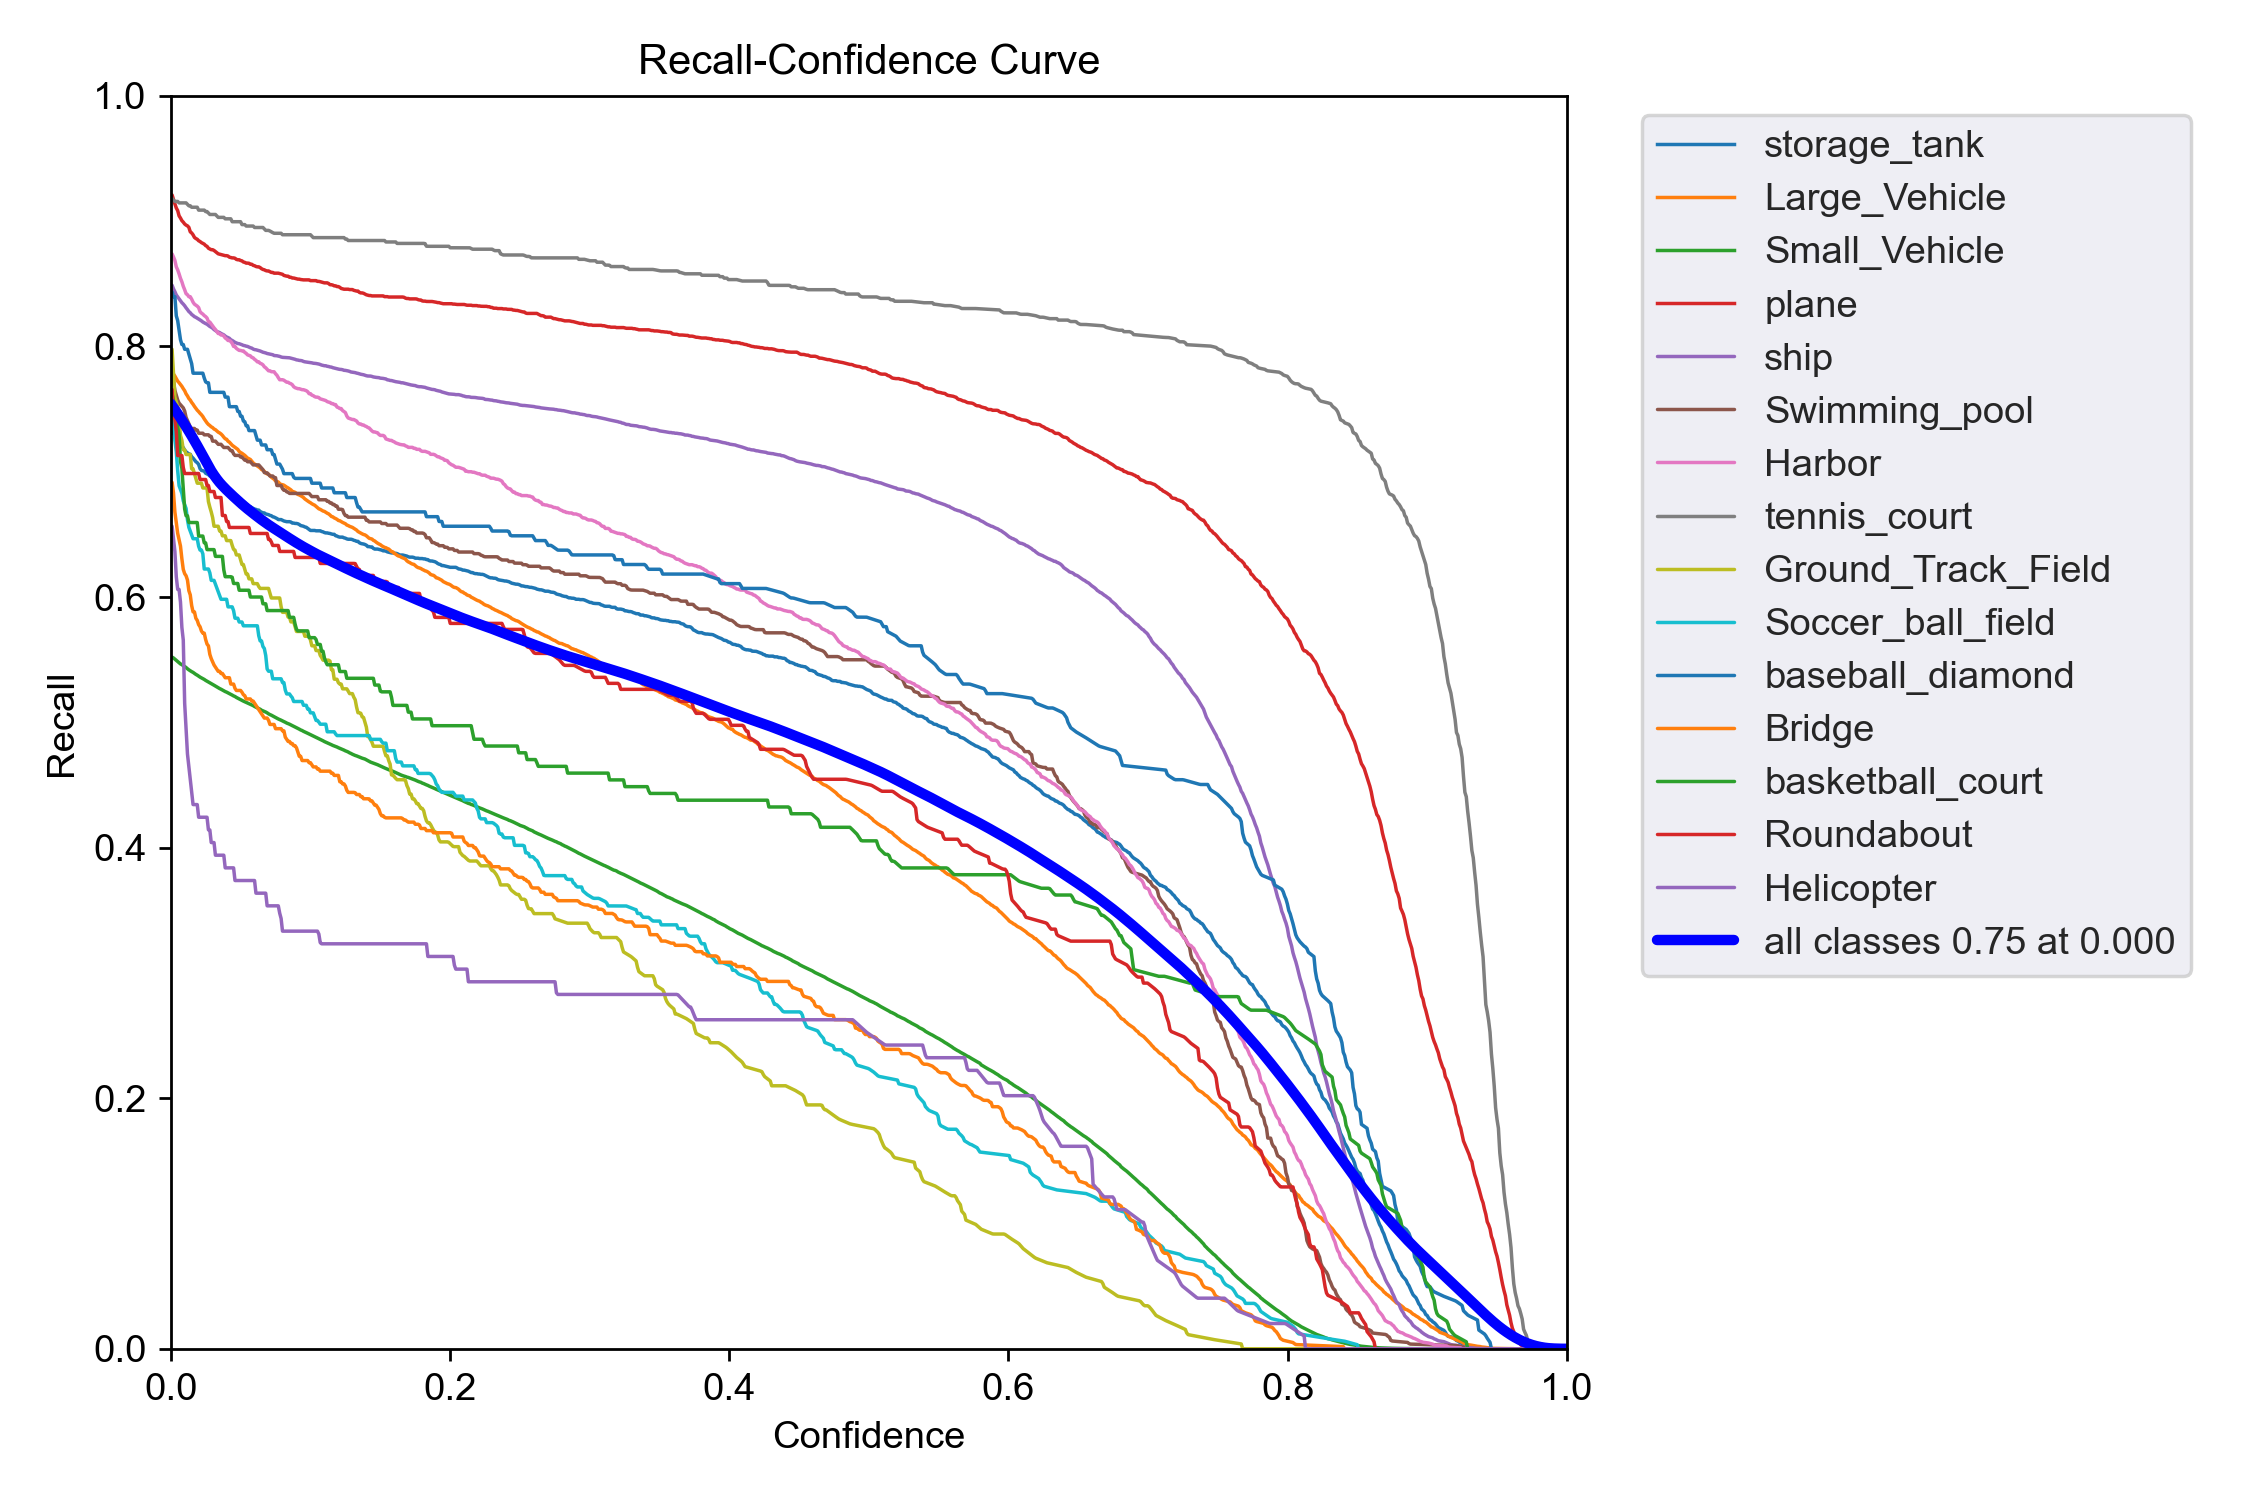 Recall-Confidence Curve
1.0
0.8
0.6
0.4
0.2
0.0
Recall
0.0 0.2 0.4 0.6 0.8 1.0
Confidence
storage_tank
Large_Vehicle
Small_Vehicle
plane
ship
Swimming_pool
Harbor
tennis_court
Ground_Track_Field
Soccer_ball_field
baseball_diamond
Bridge
basketball_court
Roundabout
Helicopter
all classes 0.75 at 0.000